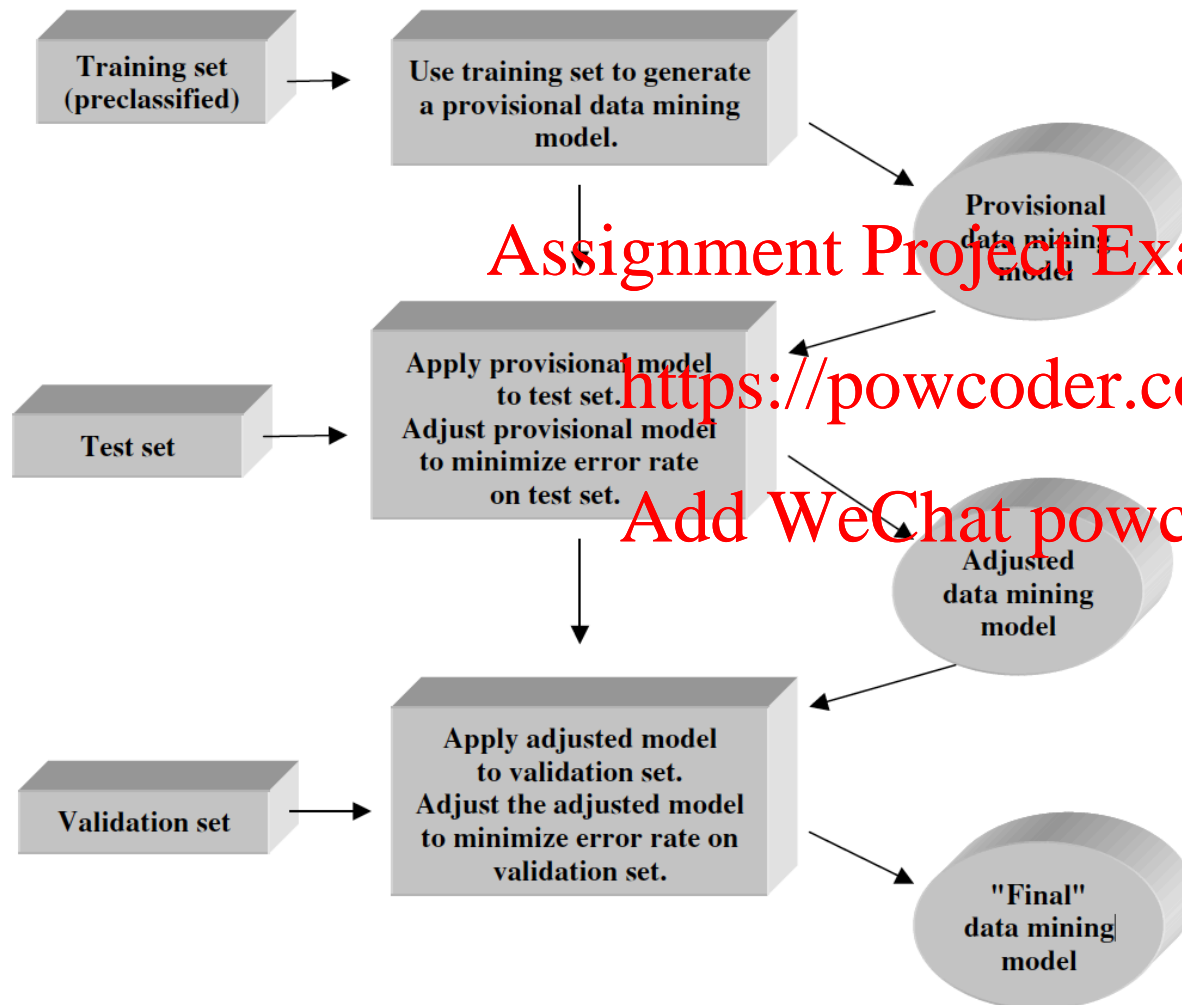 Training set
(preclassified)
Use training set to generate
a provisional data mining
model.
Provisional
data mining
model
Assignment Project Exa
Apply provisional model
to test set.
Adjust provisional model
to minimize error rate
on test set.
https://powcoder.co
Test set
Add WeChat powc
Adjusted
data mining
model
Apply adjusted model
to validation set.
Adjust the adjusted model
to minimize error rate on
validation set.
Validation set
"Final"
data mining
model